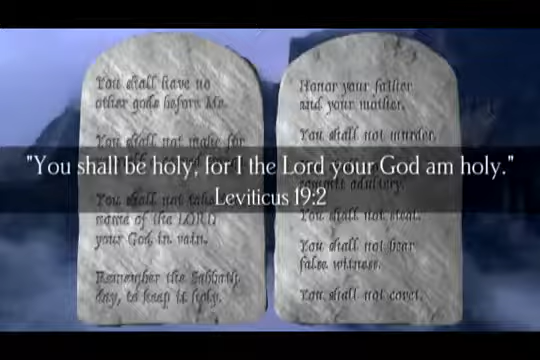 You shall have no
other gods before Me.
You shall not make for
"You shall be holy, for I the Lord your God am holy."
Leviticus 19:2
You shall not take
name of the LORD
your God in vain.
Remember the Sabbath
day, to keep it holy.
Honor your father
and your mother.
You shall not murder.
adultery.
You shall not steal.
You shall not bear
false witness.
You shall not covet.